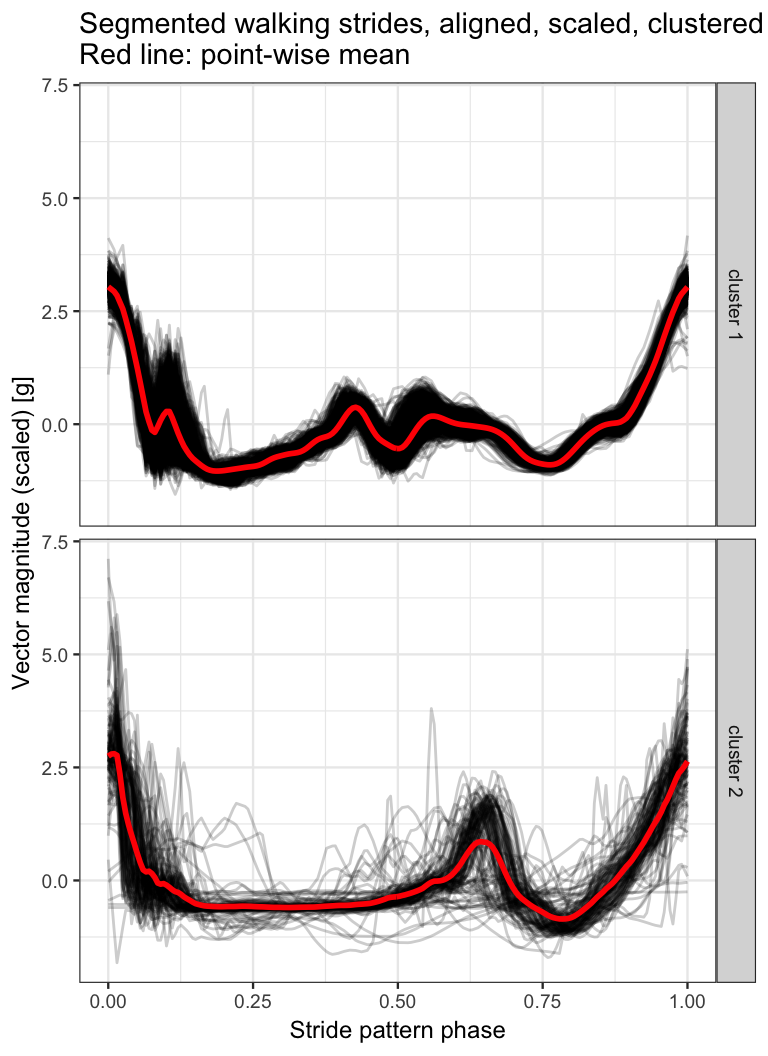 Segmented walking strides, aligned, scaled, clustered
Red line: point-wise mean
Vector magnitude (scaled) [g]
7.5
5.0
2.5
0.0
cluster 1
7.5
5.0
2.5
0.0
cluster 2
0.00 0.25 0.50 0.75 1.00
Stride pattern phase